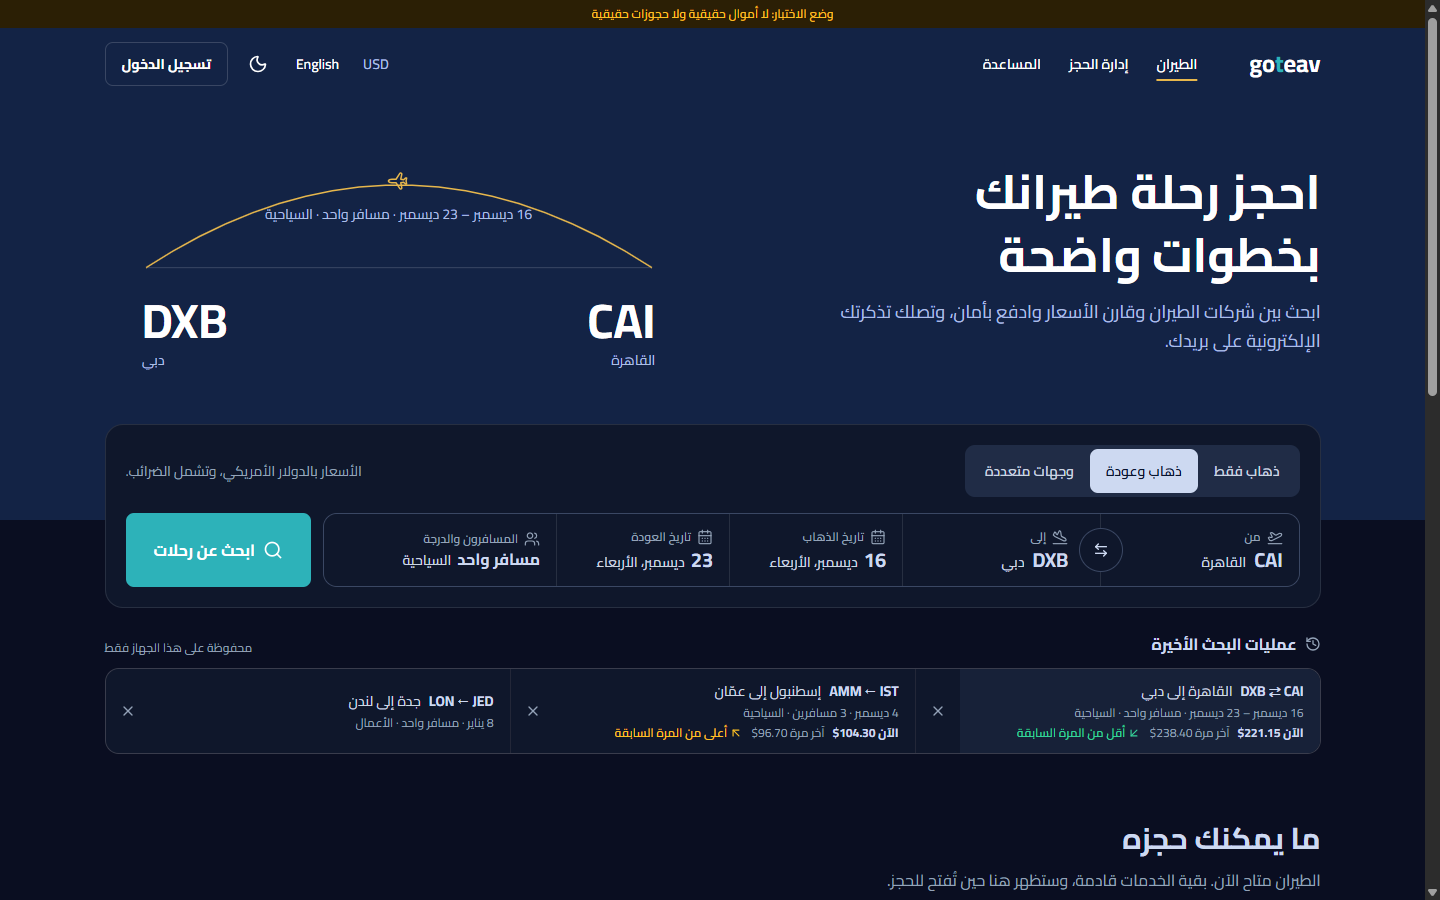 وضع الاختبار: لا أموال حقيقية ولا حجوزات حقيقية
goteav
الطيران
إدارة الحجز
المساعدة
USD
English
تسجيل الدخول
احجز رحلة طيرانك
بخطوات واضحة
ابحث بين شركات الطيران وقارن الأسعار وادفع بأمان، وتصلك تذكرتك
الإلكترونية على بريدك.
16 ديسمبر – 23 ديسمبر · مسافر واحد · السياحية
CAI
القاهرة
DXB
دبي
ذهاب فقط
ذهاب وعودة
وجهات متعددة
الأسعار بالدولار الأمريكي، وتشمل الضرائب.
من
CAI القاهرة
إلى
DXB دبي
تاريخ الذهاب
16 ديسمبر، الأربعاء
تاريخ العودة
23 ديسمبر، الأربعاء
المسافرون والدرجة
مسافر واحد السياحية
ابحث عن رحلات
عمليات البحث الأخيرة
محفوظة على هذا الجهاز فقط
CAI ⇄ DXB القاهرة إلى دبي
16 ديسمبر – 23 ديسمبر · مسافر واحد · السياحية
الآن 221.15$ آخر مرة 238.40$ ↙ أقل من المرة السابقة
IST ← AMM إسطنبول إلى عمّان
4 ديسمبر · 3 مسافرين · السياحية
الآن 104.30$ آخر مرة 96.70$ ↖ أعلى من المرة السابقة
JED ← LON جدة إلى لندن
8 يناير · مسافر واحد · الأعمال
ما يمكنك حجزه
الطيران متاح الآن. بقية الخدمات قادمة، وستظهر هنا حين تُفتح للحجز.